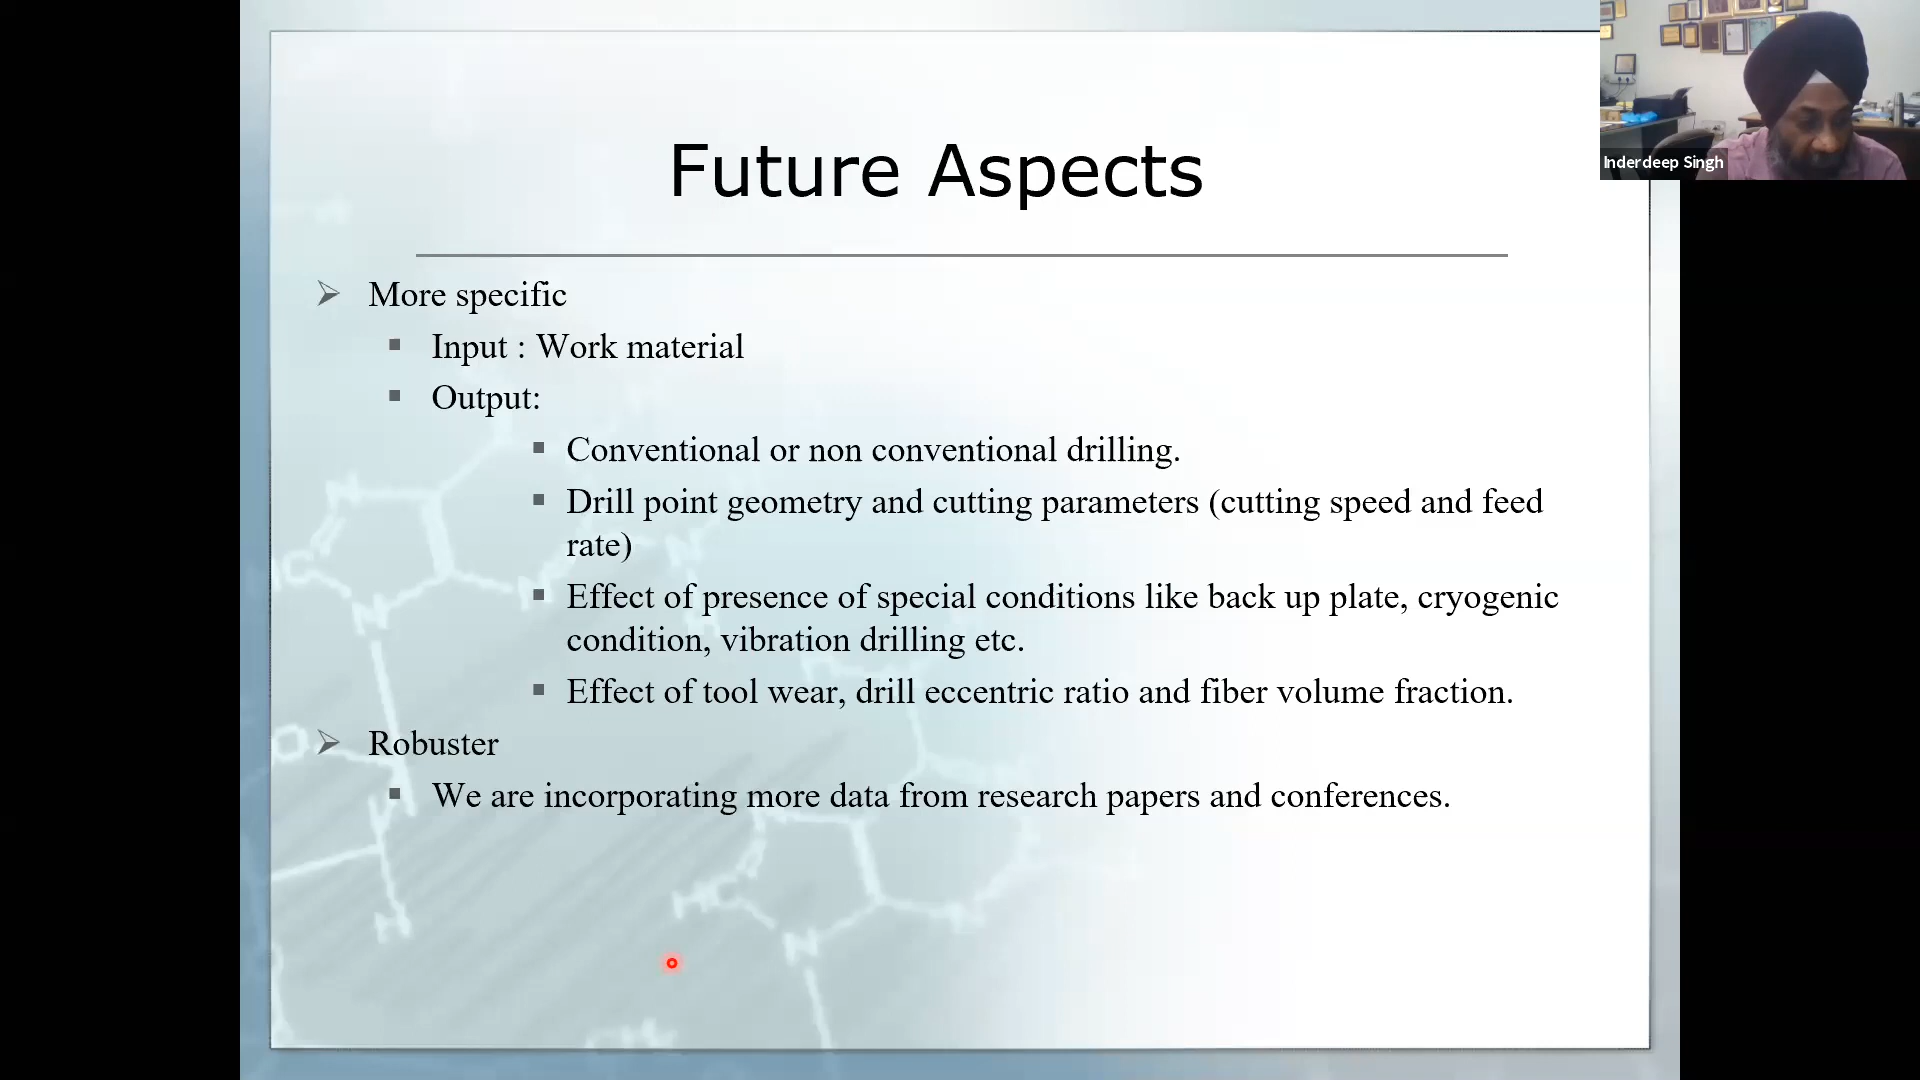 Future Aspects
Inderdeep Singh
More specific
Input : Work material
Output:
Conventional or non conventional drilling.
Drill point geometry and cutting parameters (cutting speed and feed
rate)
Effect of presence of special conditions like back up plate, cryogenic
condition, vibration drilling etc.
Effect of tool wear, drill eccentric ratio and fiber volume fraction.
Robuster
We are incorporating more data from research papers and conferences.